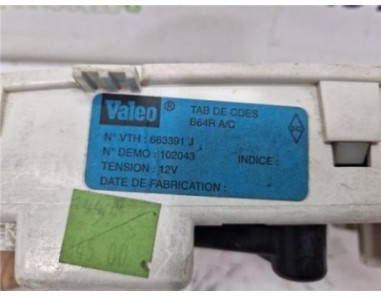 Valeo ®
TAB DE CDES
B64R A/C
N° VTH : 663391 J
N° DEMO : 102043
INDICE :
TENSION : 12V
DATE DE FABRICATION :